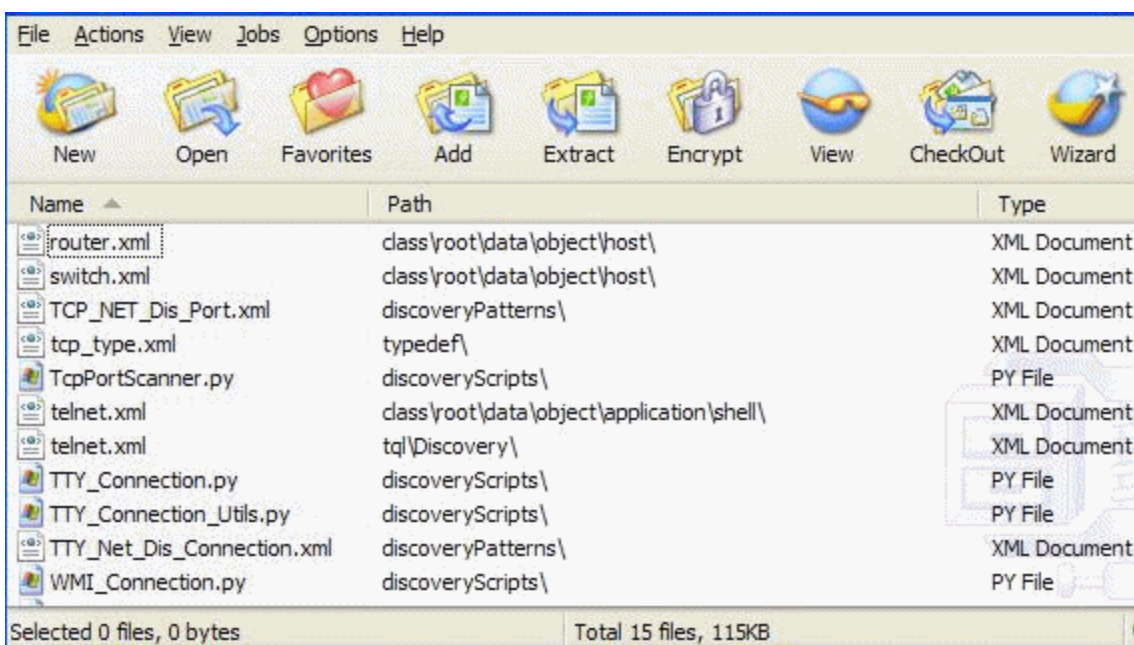 File Actions View Jobs Options Help
New Open Favorites Add Extract Encrypt View CheckOut Wizard
Name Path Type
router.xml class\root\data\object\host\ XML Document
switch.xml class\root\data\object\host\ XML Document
TCP_NET_Dis_Port.xml discoveryPatterns\ XML Document
tcp_type.xml typedef\ XML Document
TcpPortScanner.py discoveryScripts\ PY File
telnet.xml class\root\data\object\application\shell\ XML Document
telnet.xml tql\Discovery\ XML Document
TTY_Connection.py discoveryScripts\ PY File
TTY_Connection_Utils.py discoveryScripts\ PY File
TTY_Net_Dis_Connection.xml discoveryPatterns\ XML Document
WMI_Connection.py discoveryScripts\ PY File
Selected 0 files, 0 bytes Total 15 files, 115KB